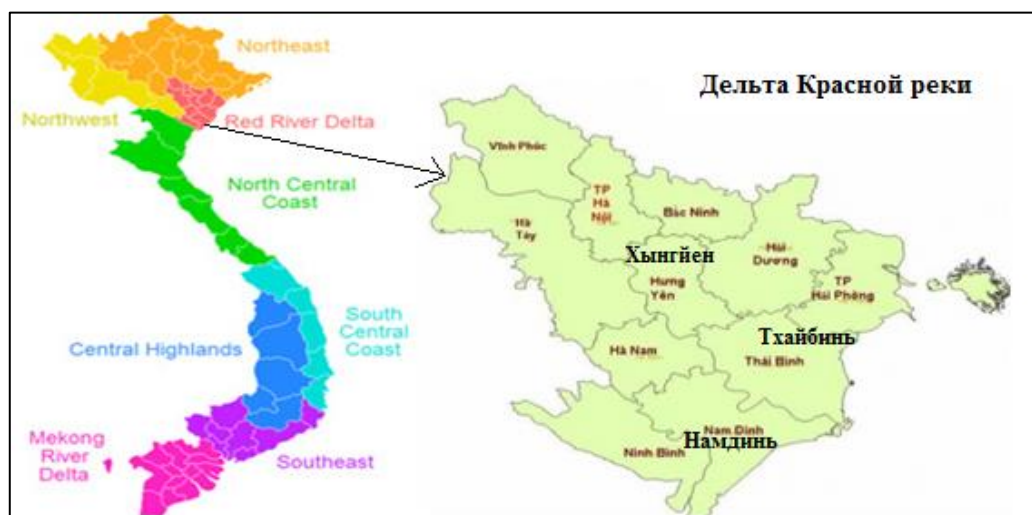 Northeast
Northwest
Red River Delta
North Central
Coast
South
Central
Coast
Central Highlands
Mekong
River
Delta
Southeast
Дельта Красной реки
Vĩnh Phúc
TP
Hà
Nội
Bắc Ninh
Hà
Tây
Хынгйен
Hưng
Yên
Hải
Dương
TP
Hải Phòng
Тхайбинь
Thái Bình
Hà Nam
Nam Định
Намдинь
Ninh Bình